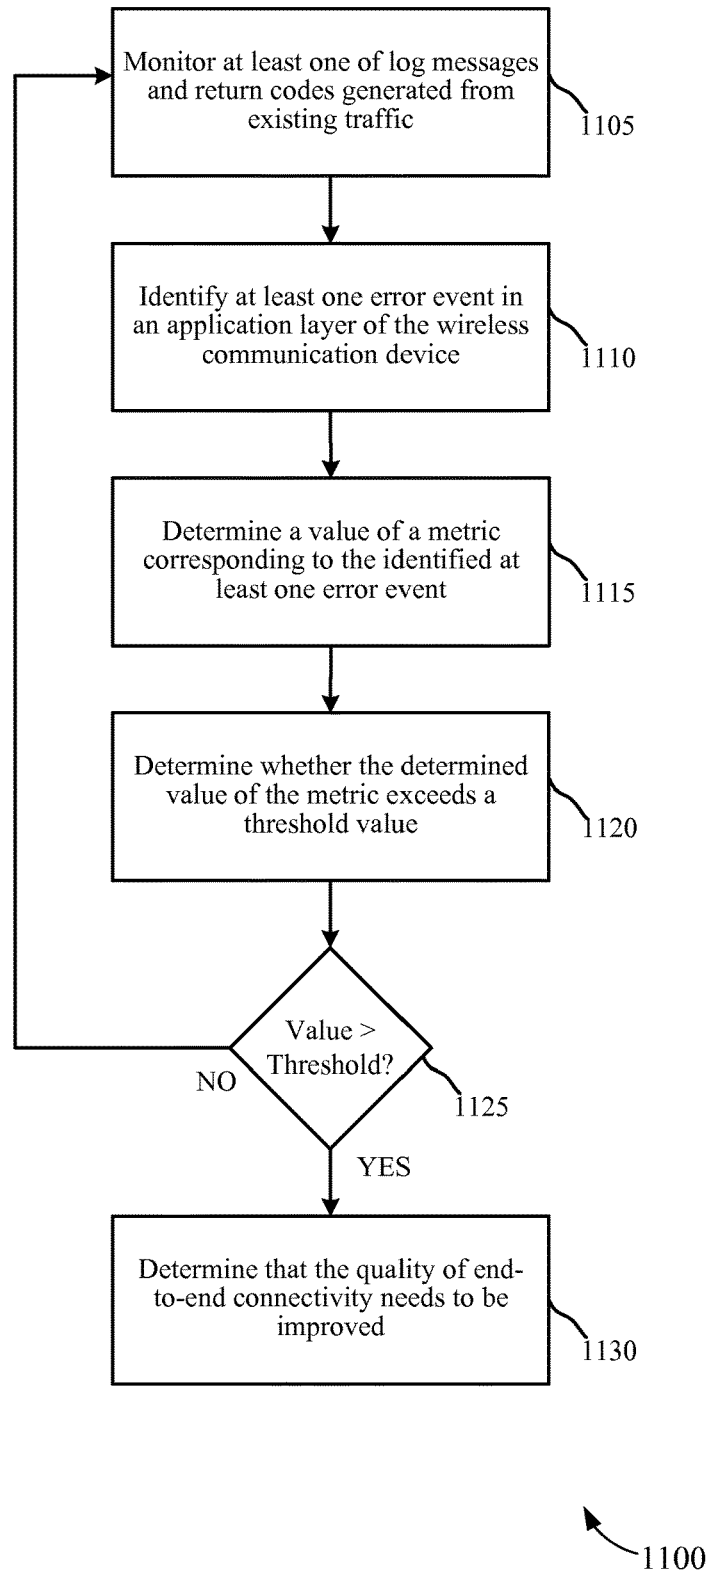 Monitor at least one of log messages
and return codes generated from
existing traffic
1105
Identify at least one error event in
an application layer of the wireless
communication device
1110
Determine a value of a metric
corresponding to the identified at
least one error event
1115
Determine whether the determined
value of the metric exceeds a
threshold value
1120
Value >
Threshold?
NO
1125
YES
Determine that the quality of end-
to-end connectivity needs to be
improved
1130
1100